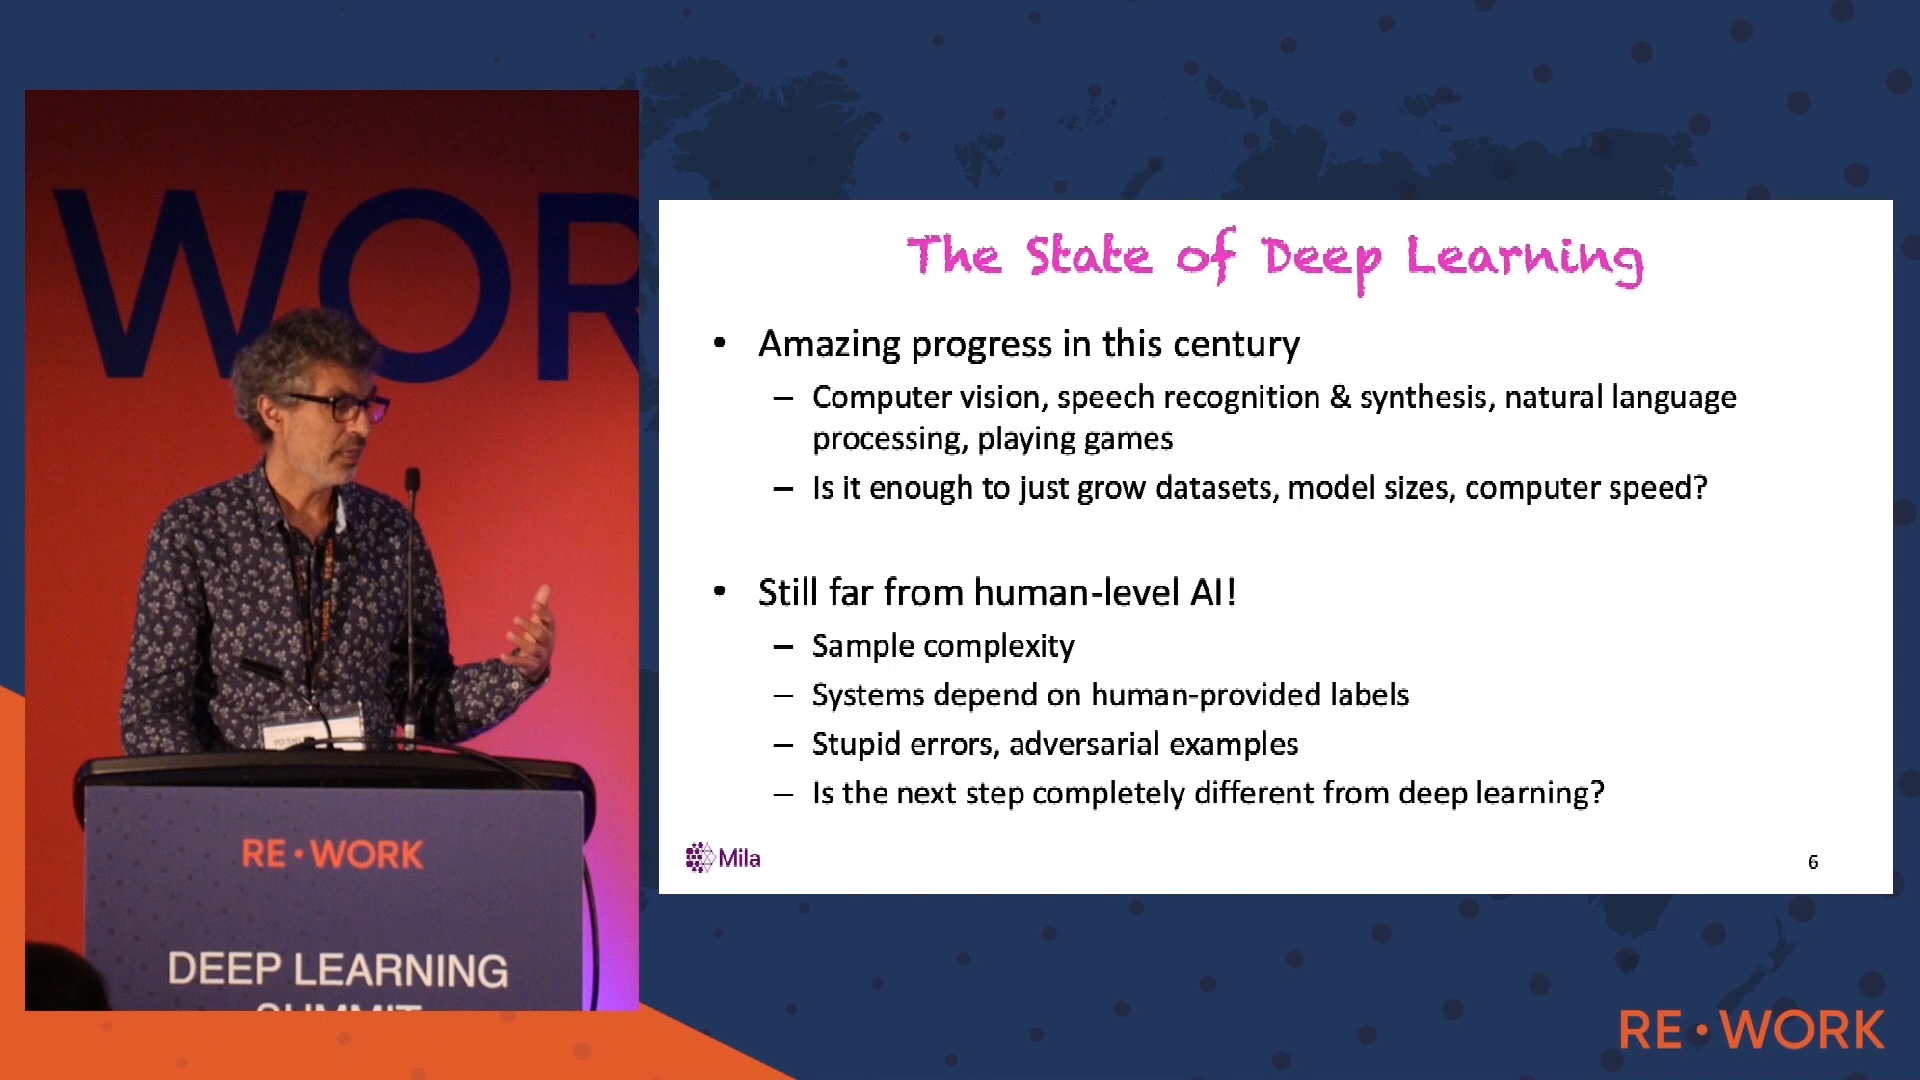 WOR
The State of Deep Learning
• Amazing progress in this century
– Computer vision, speech recognition & synthesis, natural language
processing, playing games
– Is it enough to just grow datasets, model sizes, computer speed?
• Still far from human-level AI!
– Sample complexity
– Systems depend on human-provided labels
– Stupid errors, adversarial examples
– Is the next step completely different from deep learning?
Mila
6
RE•WORK
DEEP LEARNING
SUMMIT
RE•WORK